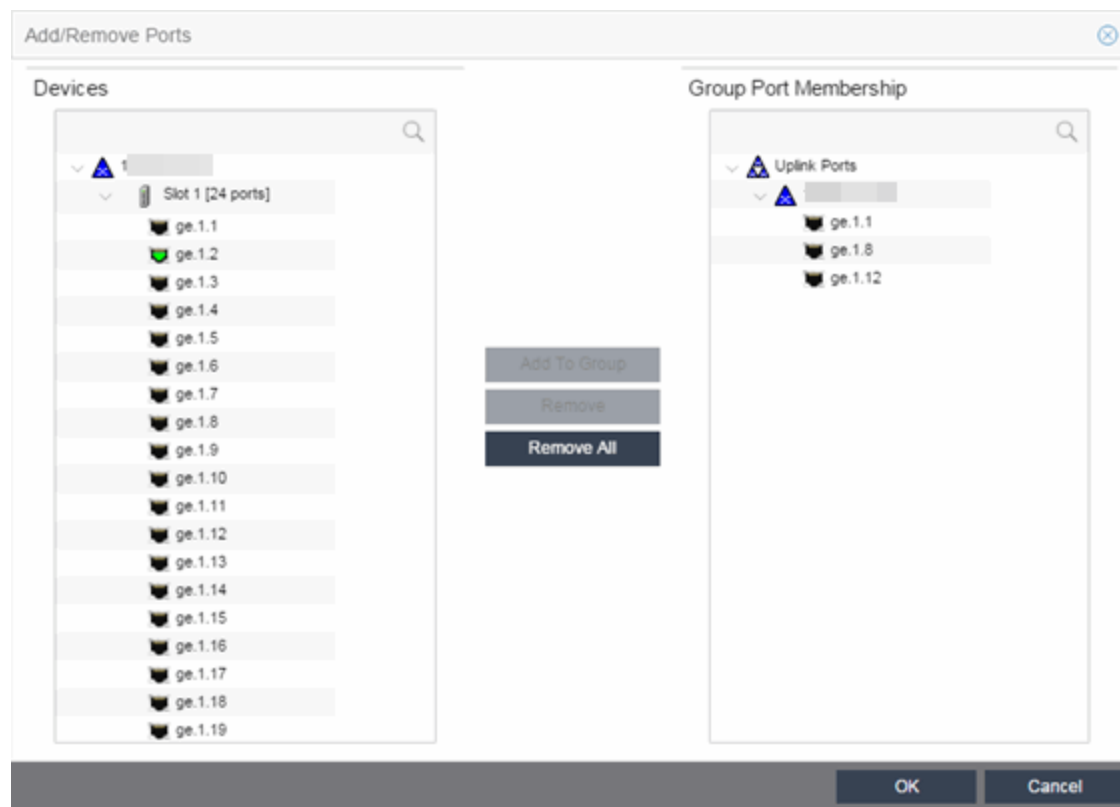 Add/Remove Ports
Devices
1
Slot 1 [24 ports]
ge.1.1
ge.1.2
ge.1.3
ge.1.4
ge.1.5
ge.1.6
ge.1.7
ge.1.8
ge.1.9
ge.1.10
ge.1.11
ge.1.12
ge.1.13
ge.1.14
ge.1.15
ge.1.16
ge.1.17
ge.1.18
ge.1.19
Add To Group
Remove
Remove All
Group Port Membership
Uplink Ports
ge.1.1
ge.1.8
ge.1.12
OK
Cancel